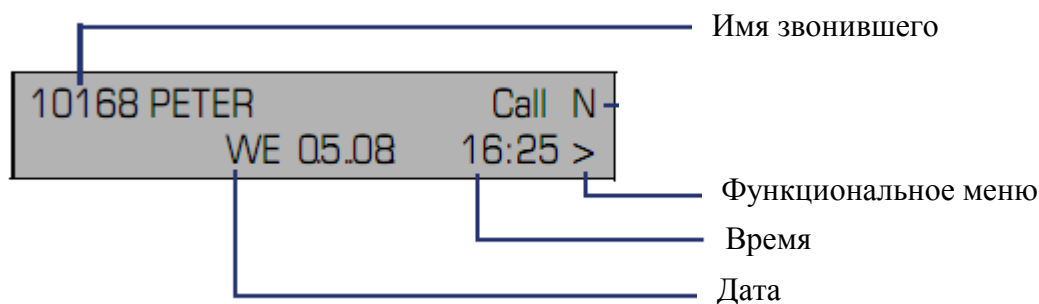 Имя звонившего
10168 PETER Call N
WE 05.08 16:25 >
Функциональное меню
Время
Дата